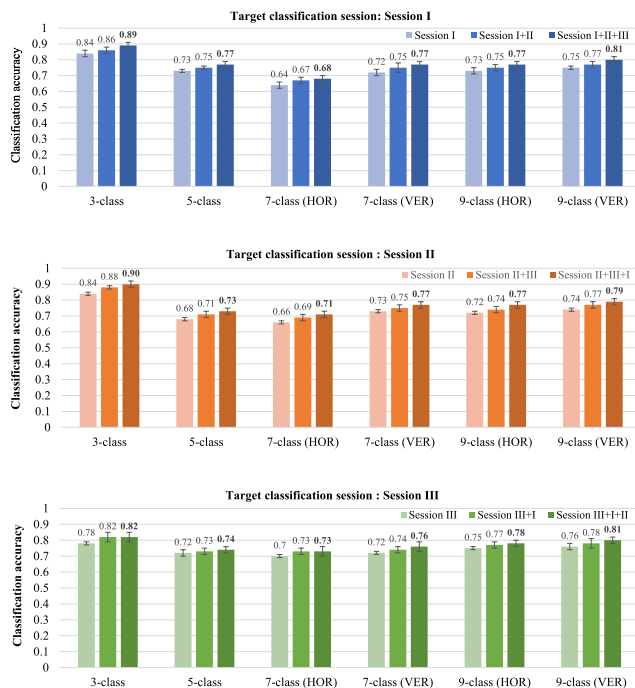 Target classification session: Session I
Session I Session I+II Session I+II+III
Classification accuracy
1
0.9
0.8
0.7
0.6
0.5
0.4
0.3
0.2
0.1
0
0.84 0.86 0.89 0.73 0.75 0.77 0.64 0.67 0.68 0.72 0.75 0.77 0.73 0.75 0.77 0.75 0.77 0.81
3-class 5-class 7-class (HOR) 7-class (VER) 9-class (HOR) 9-class (VER)
Target classification session : Session II
Session II Session II+III Session II+III+I
Classification accuracy
1
0.9
0.8
0.7
0.6
0.5
0.4
0.3
0.2
0.1
0
0.84 0.88 0.90 0.68 0.71 0.73 0.66 0.69 0.71 0.73 0.75 0.77 0.72 0.74 0.77 0.74 0.77 0.79
3-class 5-class 7-class (HOR) 7-class (VER) 9-class (HOR) 9-class (VER)
Target classification session : Session III
Session III Session III+I Session III+I+II
Classification accuracy
1
0.9
0.8
0.7
0.6
0.5
0.4
0.3
0.2
0.1
0
0.78 0.82 0.82 0.72 0.73 0.74 0.7 0.73 0.73 0.72 0.74 0.76 0.75 0.77 0.78 0.76 0.78 0.81
3-class 5-class 7-class (HOR) 7-class (VER) 9-class (HOR) 9-class (VER)